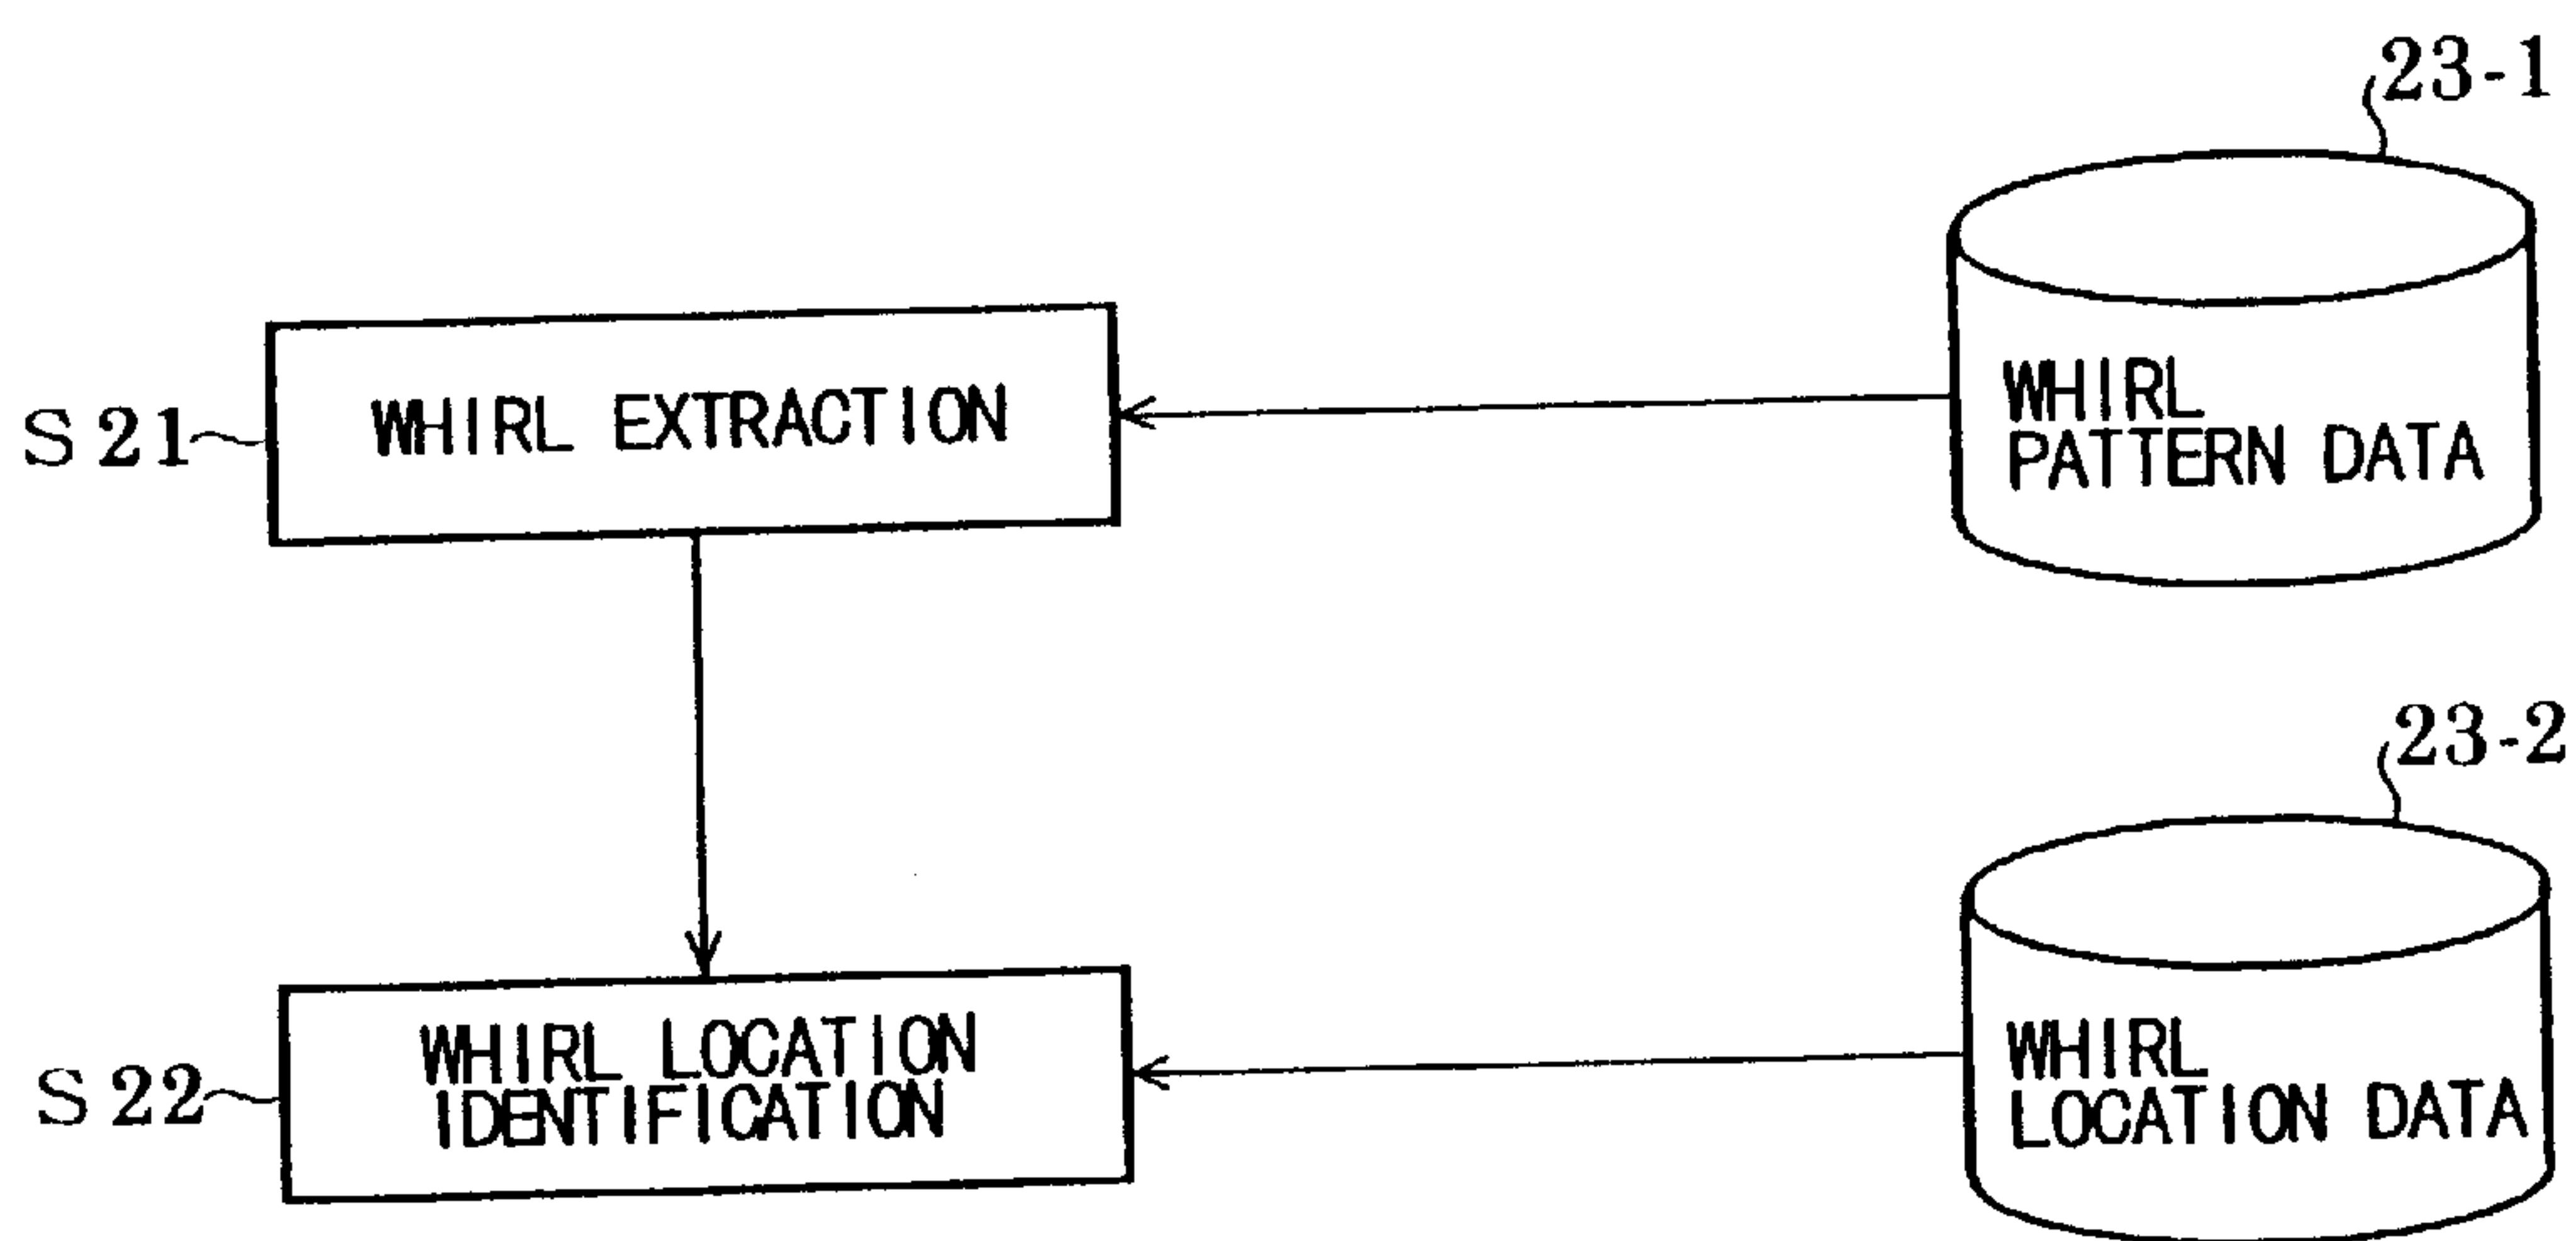 23-1
S21
WHIRL EXTRACTION
WHIRL
PATTERN DATA
23-2
S22
WHIRL LOCATION
IDENTIFICATION
WHIRL
LOCATION DATA